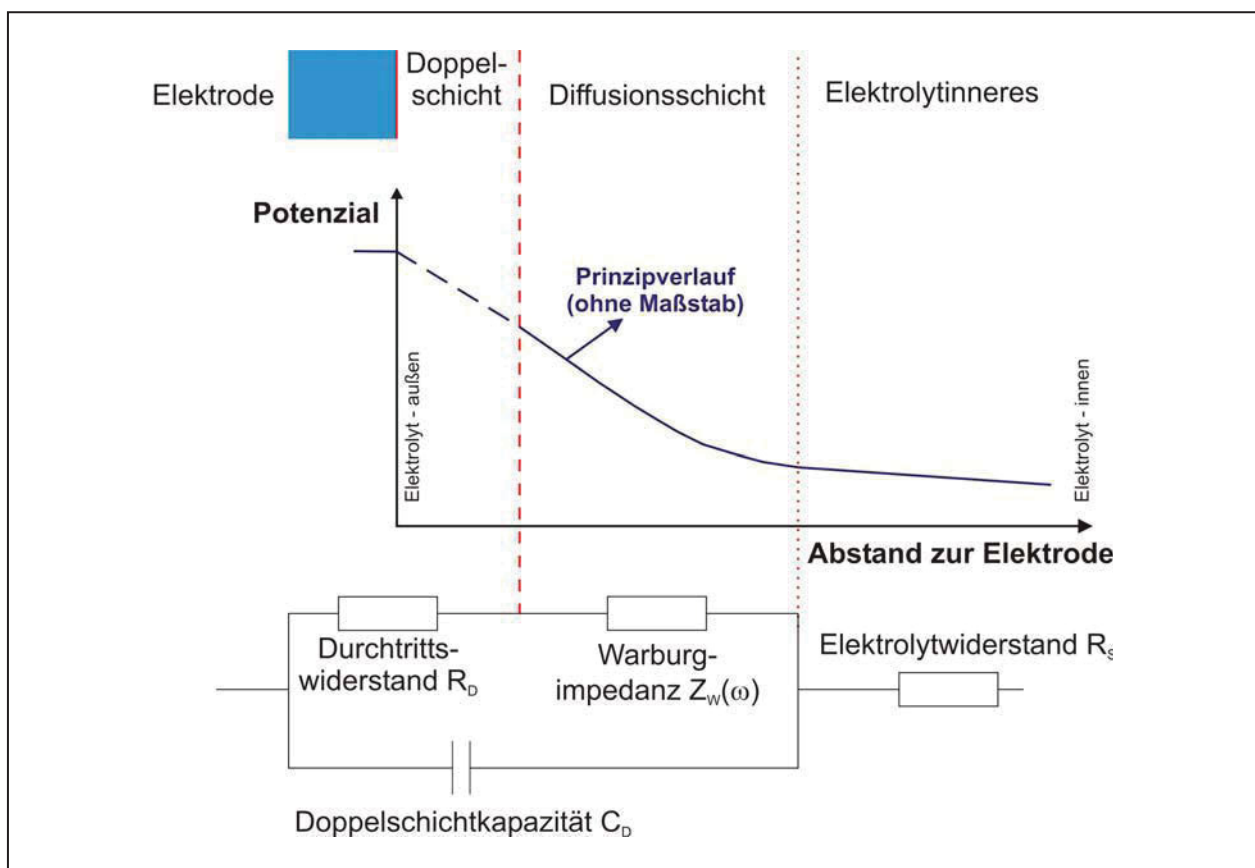 Elektrode
Doppel-
schicht
Diffusionsschicht
Elektrolytinneres
Potenzial
Prinzipverlauf
(ohne Maßstab)
Elektrolyt - außen
Elektrolyt - innen
Abstand zur Elektrode
Durchtritts-
widerstand R_D
Warburg-
impedanz Z_W(ω)
Elektrolytwiderstand R_S
Doppelschichtkapazität C_D